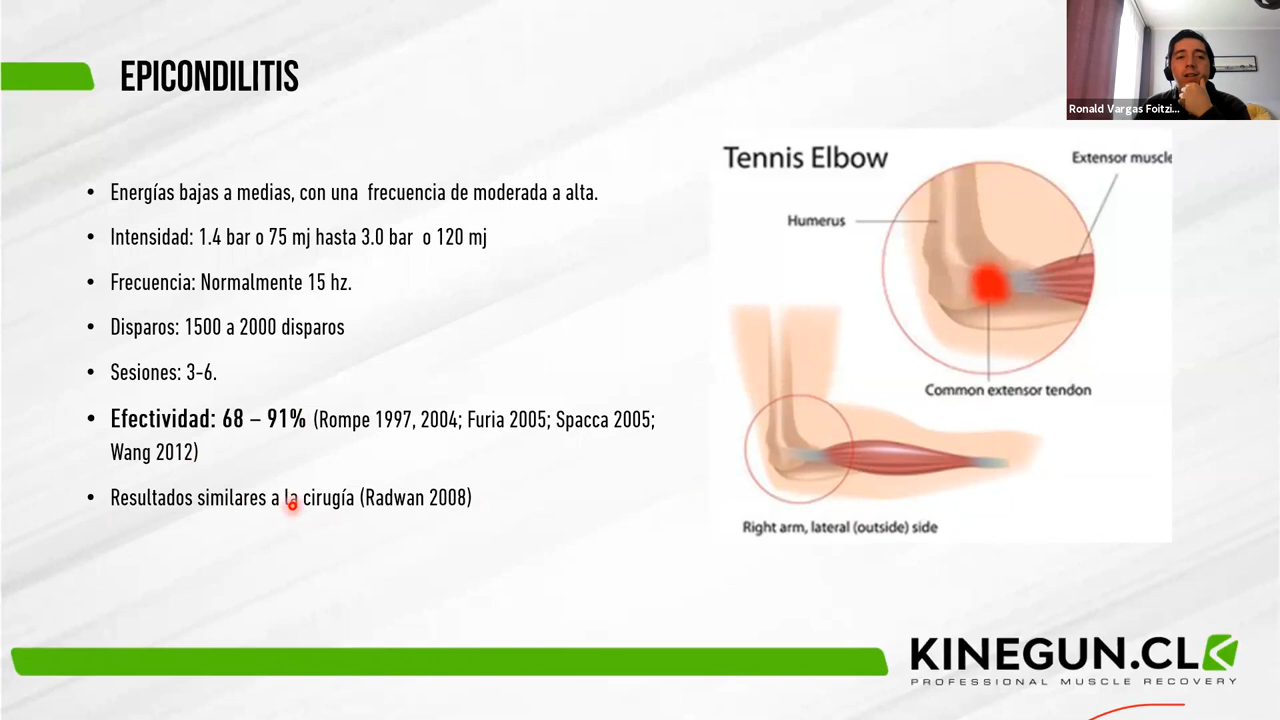 EPICONDILITIS
Ronald Vargas Foitzi...
• Energías bajas a medias, con una frecuencia de moderada a alta.
• Intensidad: 1.4 bar o 75 mj hasta 3.0 bar o 120 mj
• Frecuencia: Normalmente 15 hz.
• Disparos: 1500 a 2000 disparos
• Sesiones: 3-6.
• Efectividad: 68 – 91% (Rompe 1997, 2004; Furia 2005; Spacca 2005;
Wang 2012)
• Resultados similares a la cirugía (Radwan 2008)
Tennis Elbow
Extensor muscle
Humerus
Common extensor tendon
Right arm, lateral (outside) side
KINEGUN.CL
PROFESSIONAL MUSCLE RECOVERY